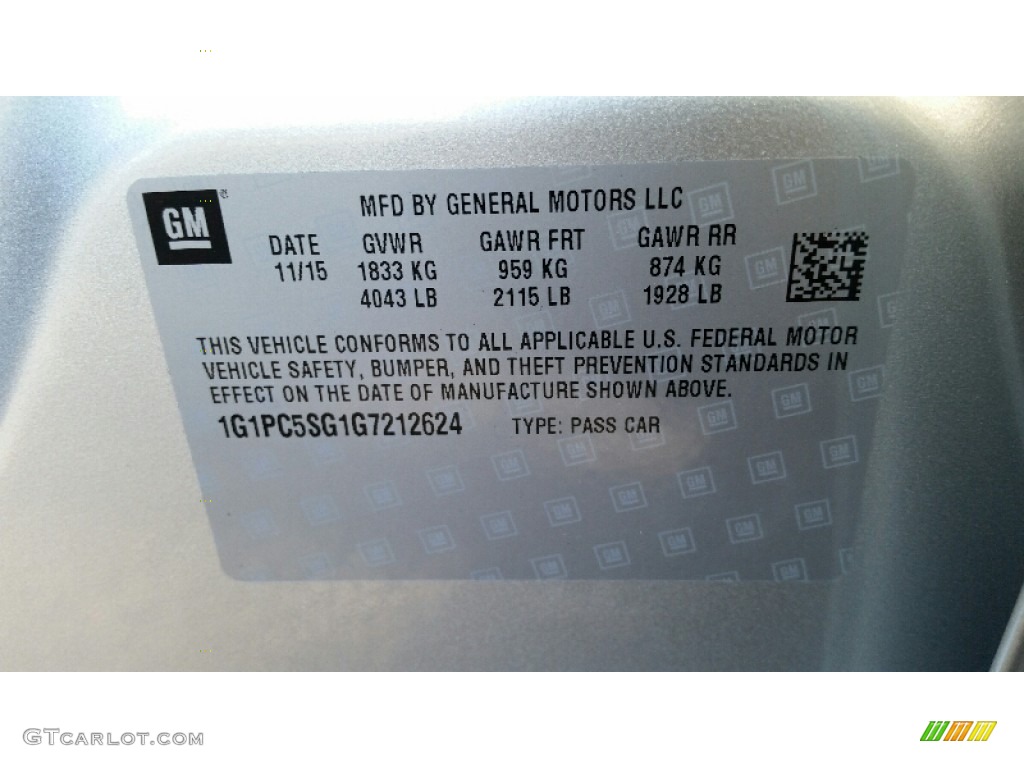 GM
MFD BY GENERAL MOTORS LLC
DATE GVWR GAWR FRT GAWR RR
11/15 1833 KG 959 KG 874 KG
4043 LB 2115 LB 1928 LB
THIS VEHICLE CONFORMS TO ALL APPLICABLE U.S. FEDERAL MOTOR
VEHICLE SAFETY, BUMPER, AND THEFT PREVENTION STANDARDS IN
EFFECT ON THE DATE OF MANUFACTURE SHOWN ABOVE.
1G1PC5SG1G7212624 TYPE: PASS CAR
GTCARLOT.COM